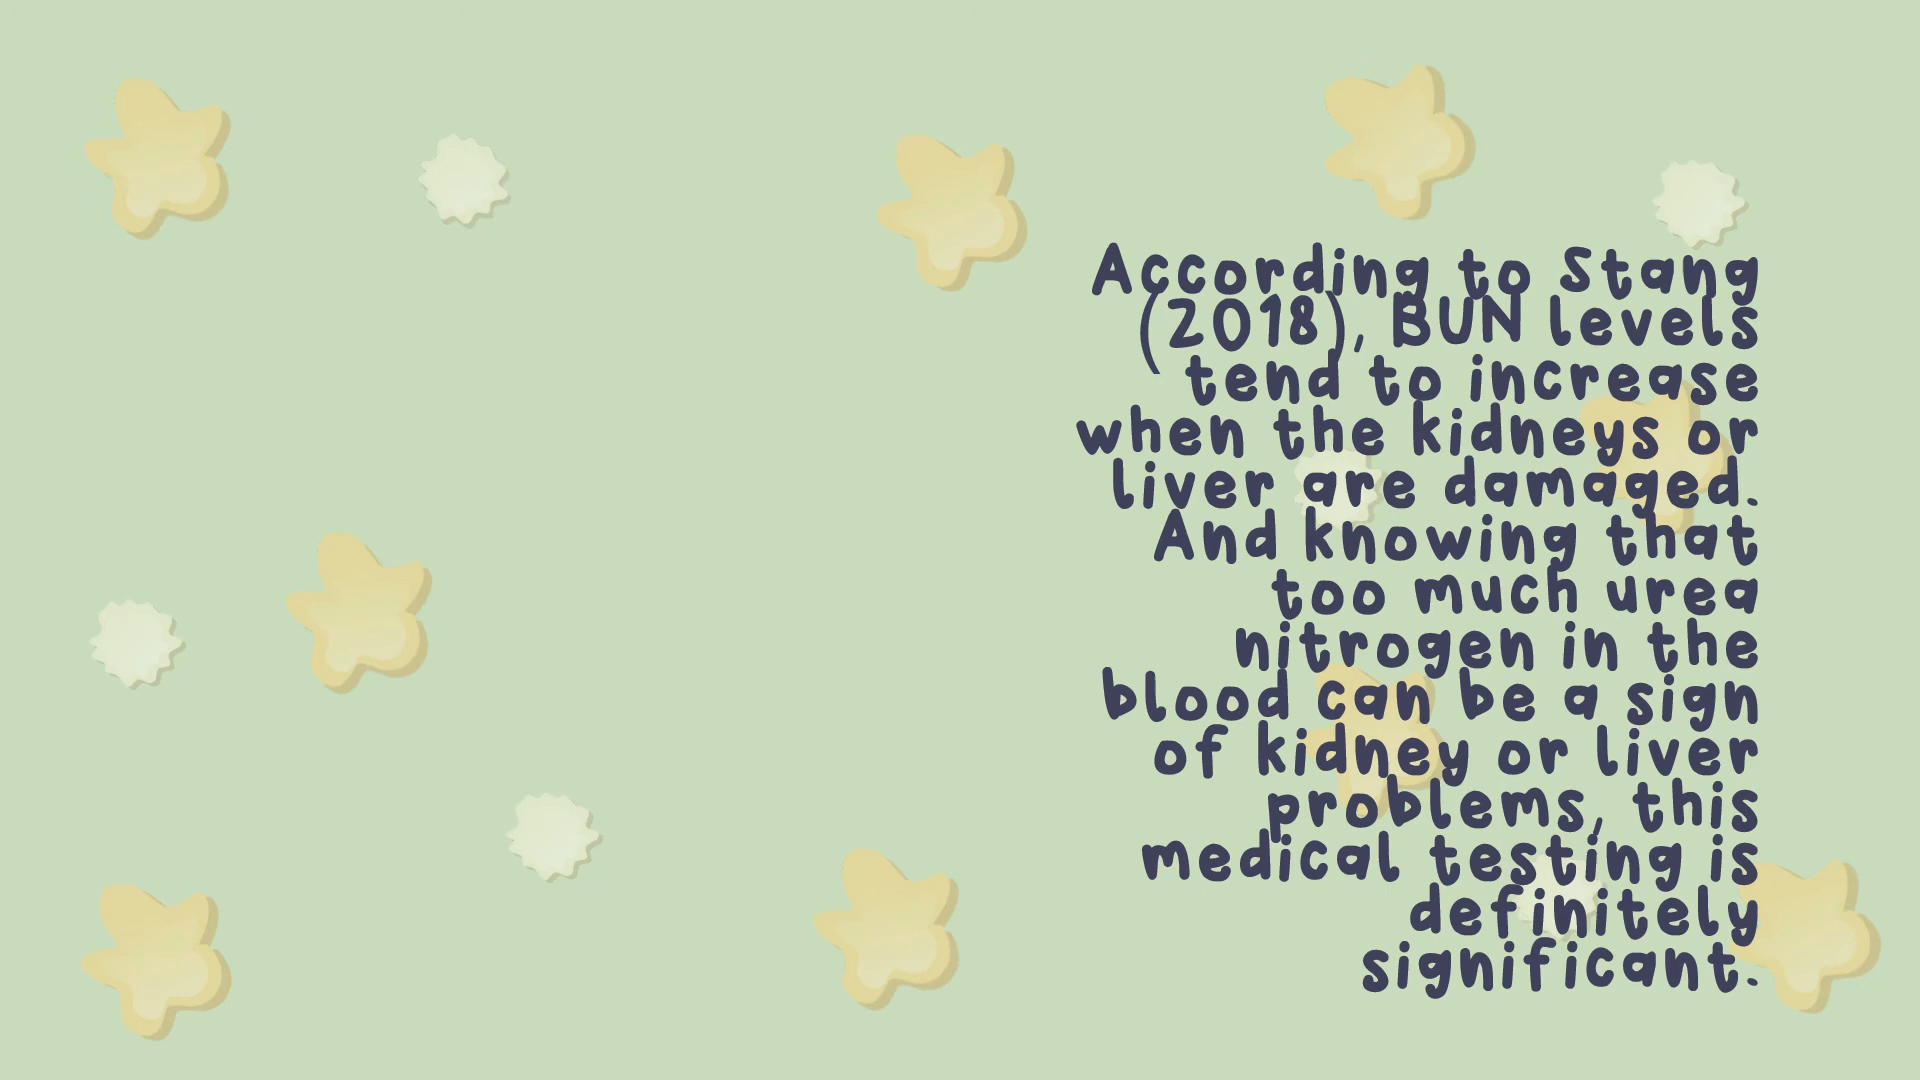 According to Stang
(2018), BUN levels
tend to increase
when the kidneys or
liver are damaged.
And knowing that
too much urea
nitrogen in the
blood can be a sign
of kidney or liver
problems, this
medical testing is
definitely
significant.